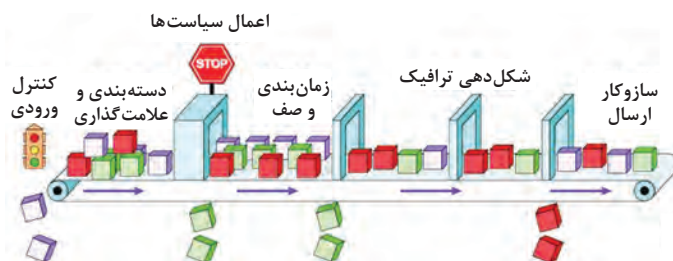 اعمال سیاست‌ها
STOP
کنترل
ورودی
دسته‌بندی و
علامت‌گذاری
زمان‌بندی
و صف
شکل‌دهی ترافیک
سازوکار
ارسال